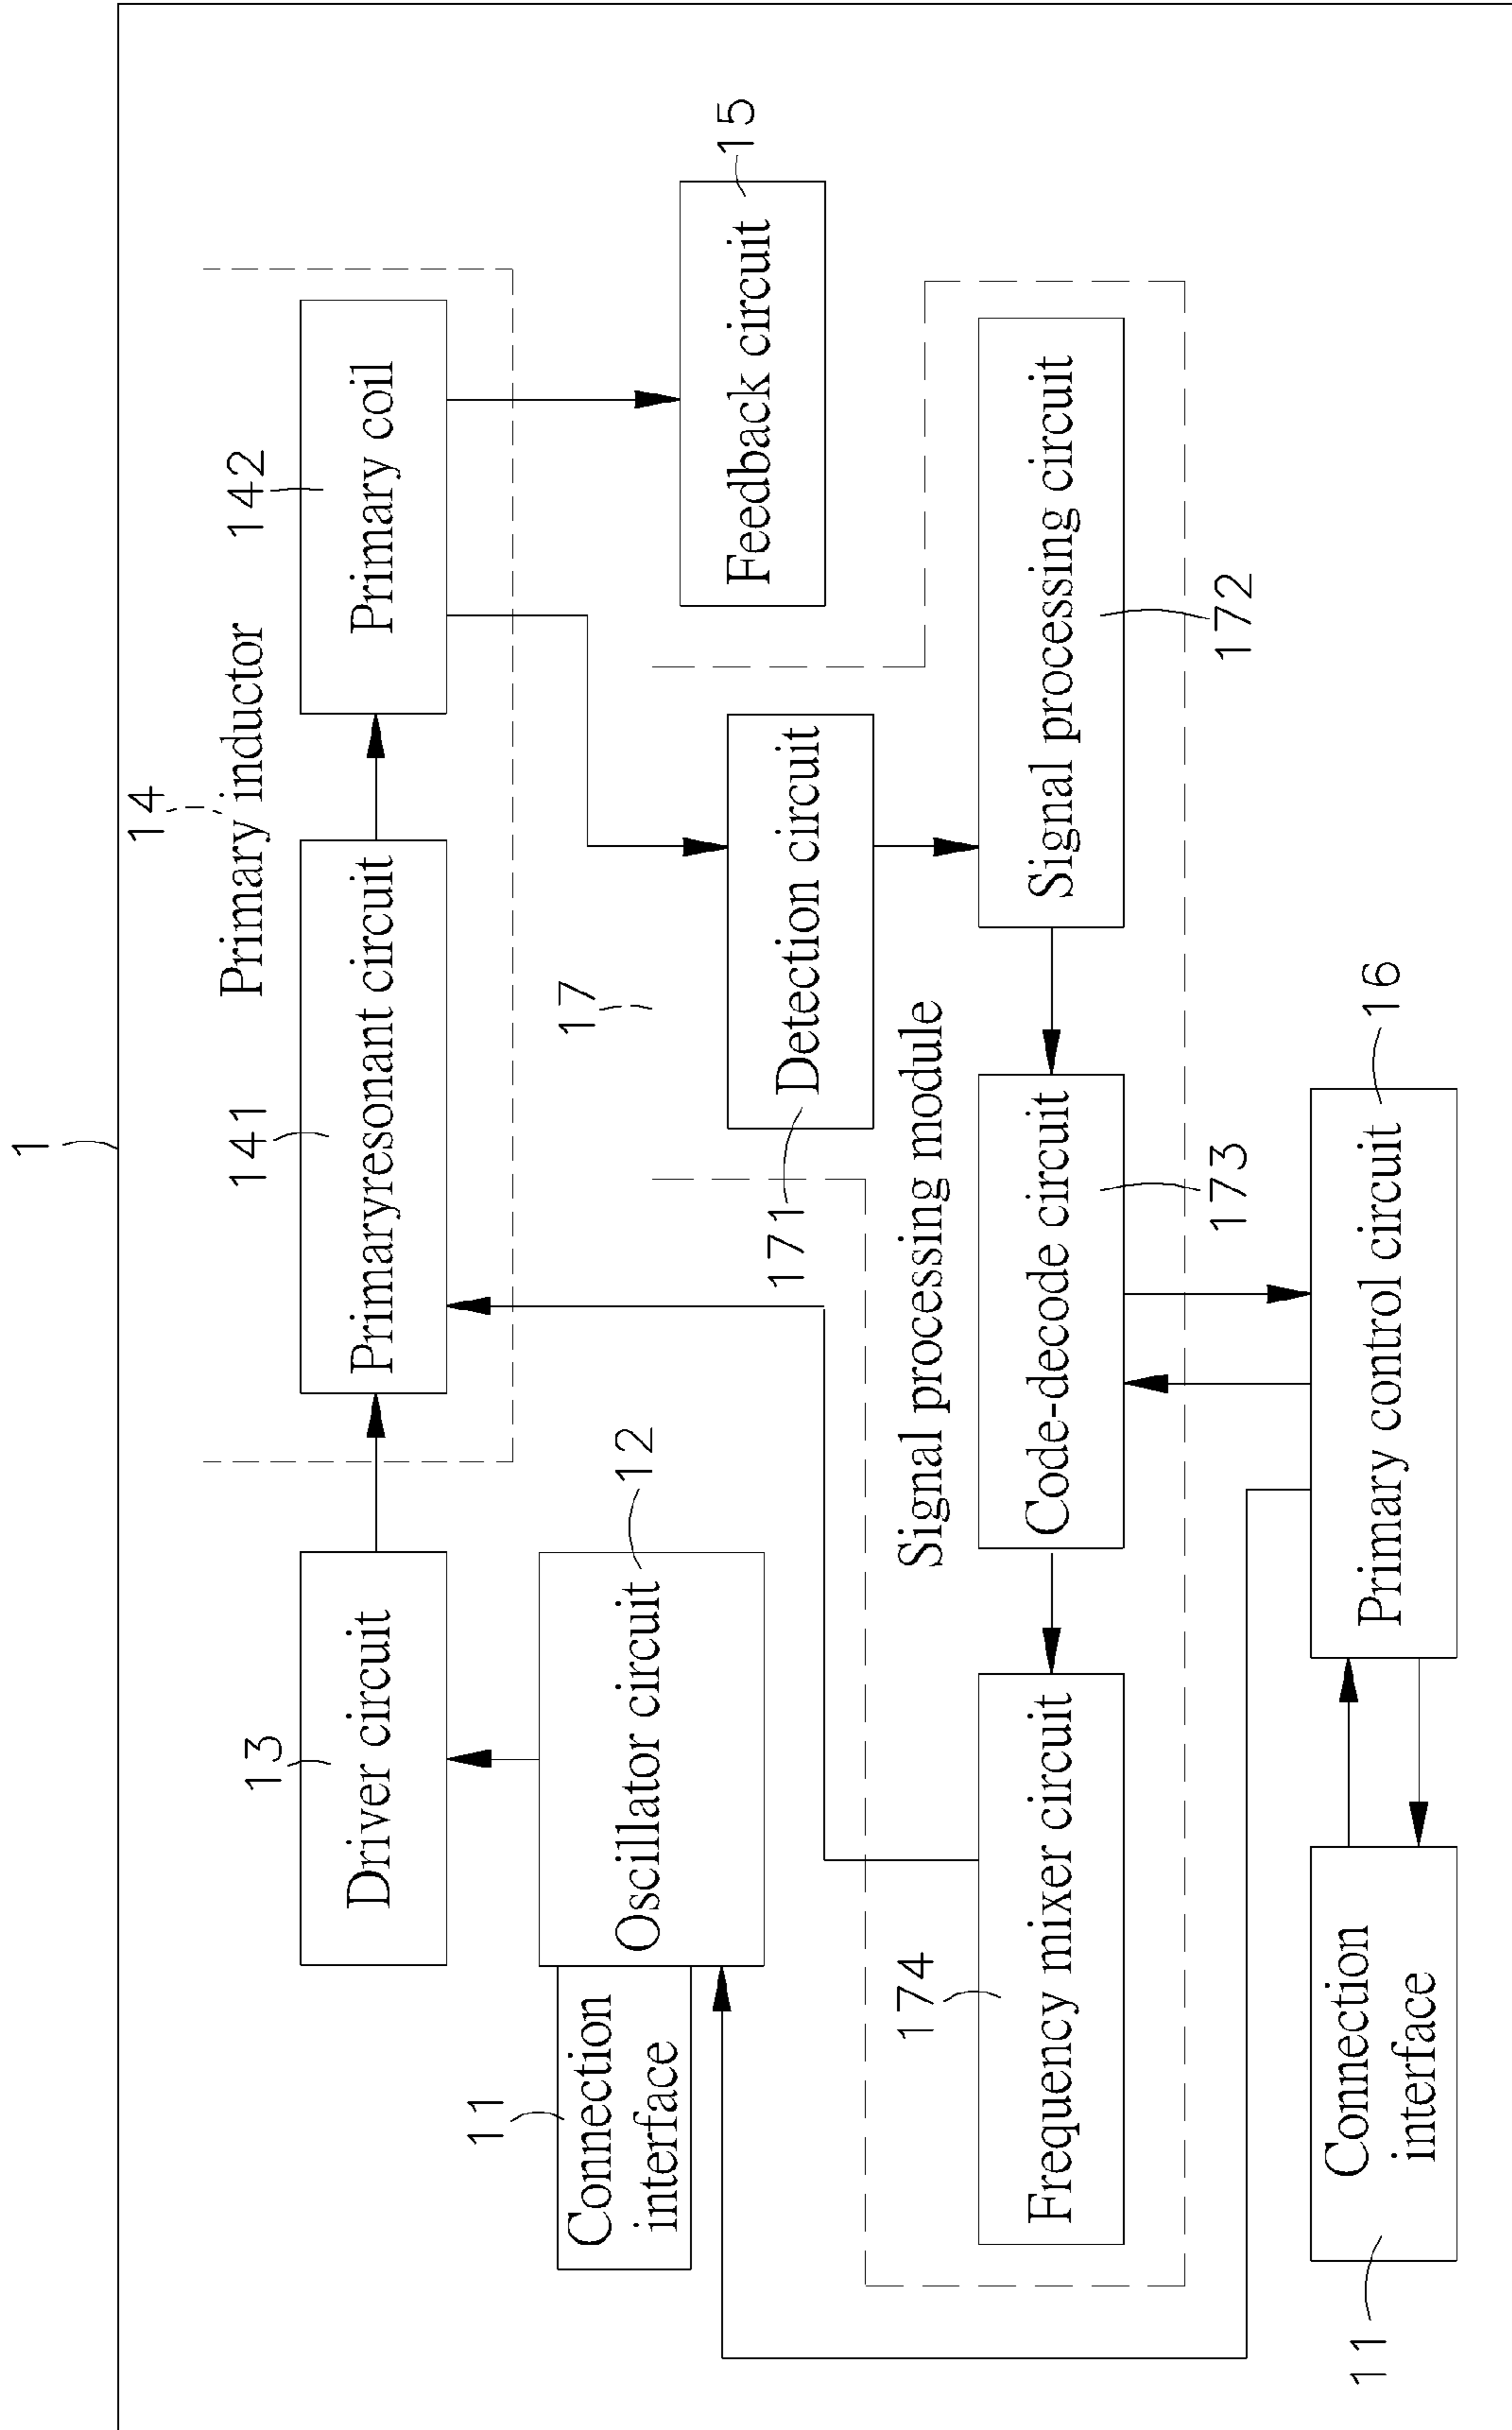 1
14
Primary inductor
13
141
142
Driver circuit
Primaryresonant circuit
Primary coil
11
12
17
15
Connection
interface
Oscillator circuit
171
Detection circuit
Feedback circuit
Signal processing module
174
Frequency mixer circuit
Code-decode circuit
Signal processing circuit
173
172
11
Connection
interface
Primary control circuit
16